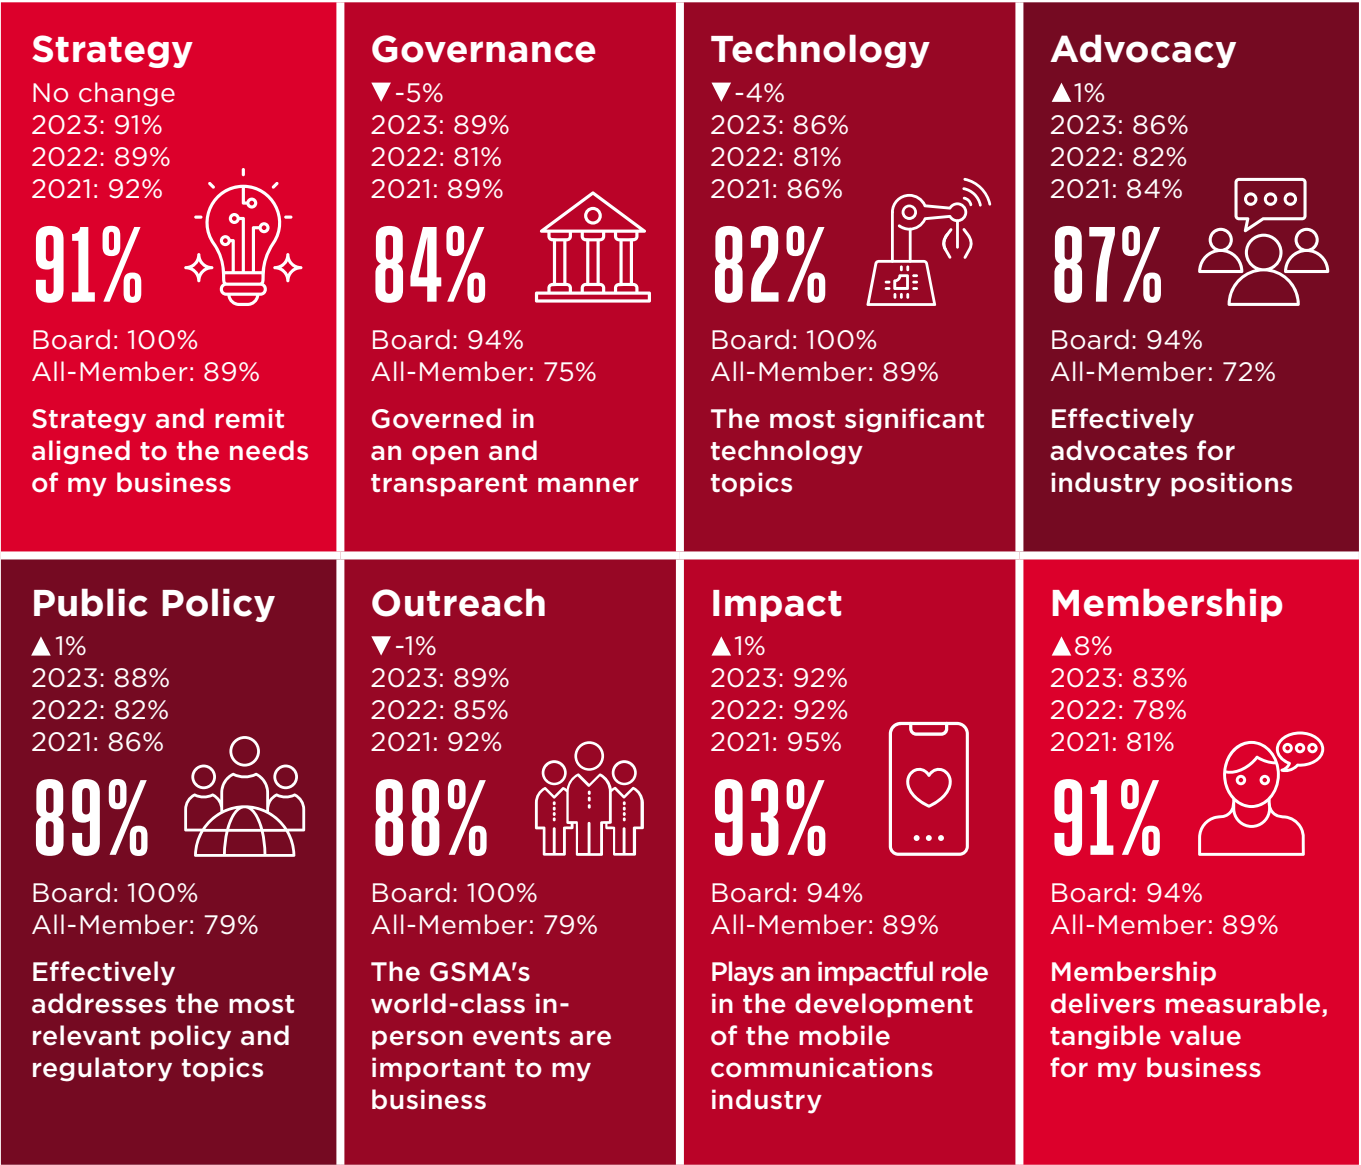 Strategy
No change
2023: 91%
2022: 89%
2021: 92%
91%
Board: 100%
All-Member: 89%
Strategy and remit
aligned to the needs
of my business
Governance
▼-5%
2023: 89%
2022: 81%
2021: 89%
84%
Board: 94%
All-Member: 75%
Governed in
an open and
transparent manner
Technology
▼-4%
2023: 86%
2022: 81%
2021: 86%
82%
Board: 100%
All-Member: 89%
The most significant
technology
topics
Advocacy
▲1%
2023: 86%
2022: 82%
2021: 84%
87%
Board: 94%
All-Member: 72%
Effectively
advocates for
industry positions
Public Policy
▲1%
2023: 88%
2022: 82%
2021: 86%
89%
Board: 100%
All-Member: 79%
Effectively
addresses the most
relevant policy and
regulatory topics
Outreach
▼-1%
2023: 89%
2022: 85%
2021: 92%
88%
Board: 100%
All-Member: 79%
The GSMA's
world-class in-
person events are
important to my
business
Impact
▲1%
2023: 92%
2022: 92%
2021: 95%
93%
Board: 94%
All-Member: 89%
Plays an impactful role
in the development
of the mobile
communications
industry
Membership
▲8%
2023: 83%
2022: 78%
2021: 81%
91%
Board: 94%
All-Member: 89%
Membership
delivers measurable,
tangible value
for my business